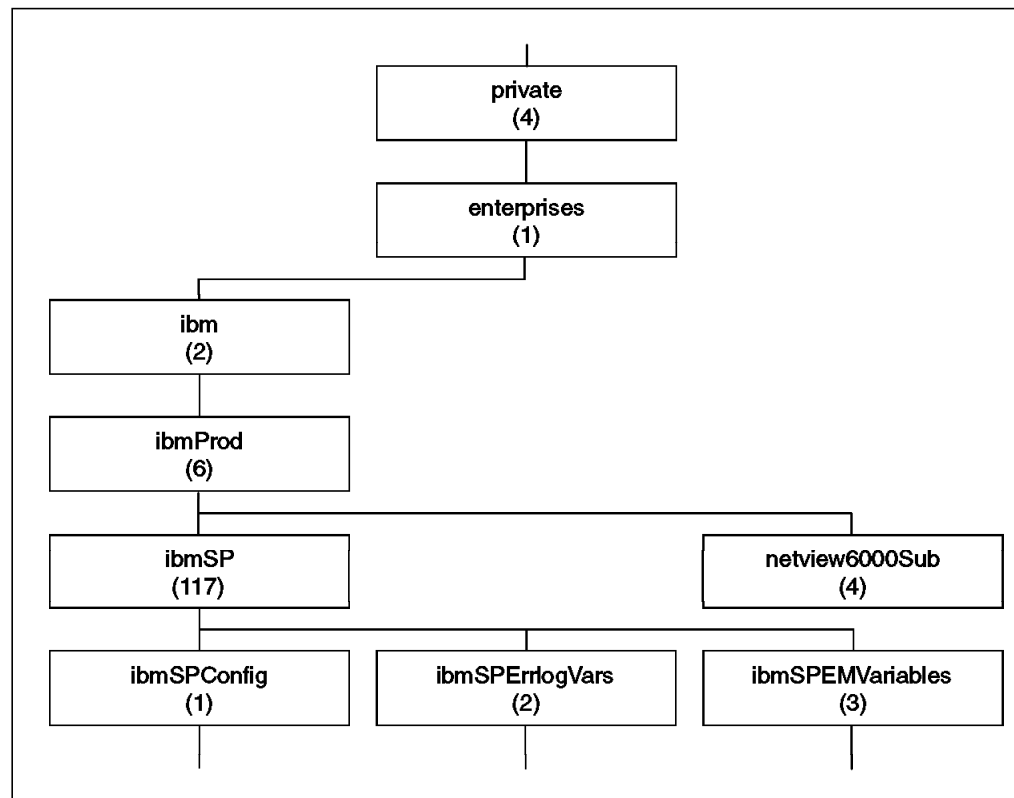 private
(4)
enterprises
(1)
ibm
(2)
ibmProd
(6)
ibmSP
(117)
netview6000Sub
(4)
ibmSPConfig
(1)
ibmSPErrlogVars
(2)
ibmSPEMVariables
(3)